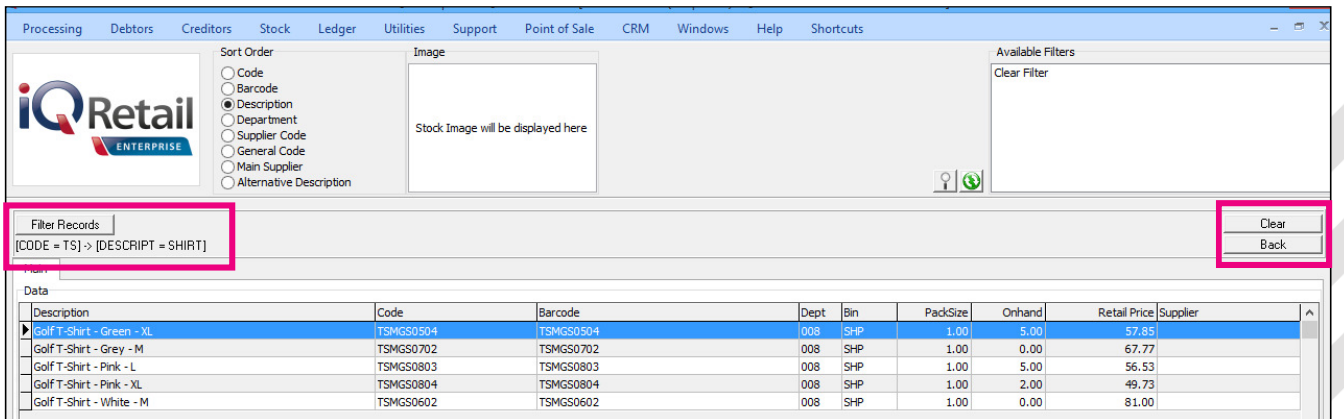 Processing Debtors Creditors Stock Ledger Utilities Support Point of Sale CRM Windows Help Shortcuts
iQ Retail
ENTERPRISE
Sort Order
Code
Barcode
Description
Department
Supplier Code
General Code
Main Supplier
Alternative Description
Image
Stock Image will be displayed here
Available Filters
Clear Filter
Filter Records
[CODE = TS] -> [DESCRIPT = SHIRT]
Clear
Back
Main
Data
Description Code Barcode Dept Bin PackSize Onhand Retail Price Supplier
Golf T-Shirt - Green - XL TSMGS0504 TSMGS0504 008 SHP 1.00 5.00 57.85
Golf T-Shirt - Grey - M TSMGS0702 TSMGS0702 008 SHP 1.00 0.00 67.77
Golf T-Shirt - Pink - L TSMGS0803 TSMGS0803 008 SHP 1.00 5.00 56.53
Golf T-Shirt - Pink - XL TSMGS0804 TSMGS0804 008 SHP 1.00 2.00 49.73
Golf T-Shirt - White - M TSMGS0602 TSMGS0602 008 SHP 1.00 0.00 81.00